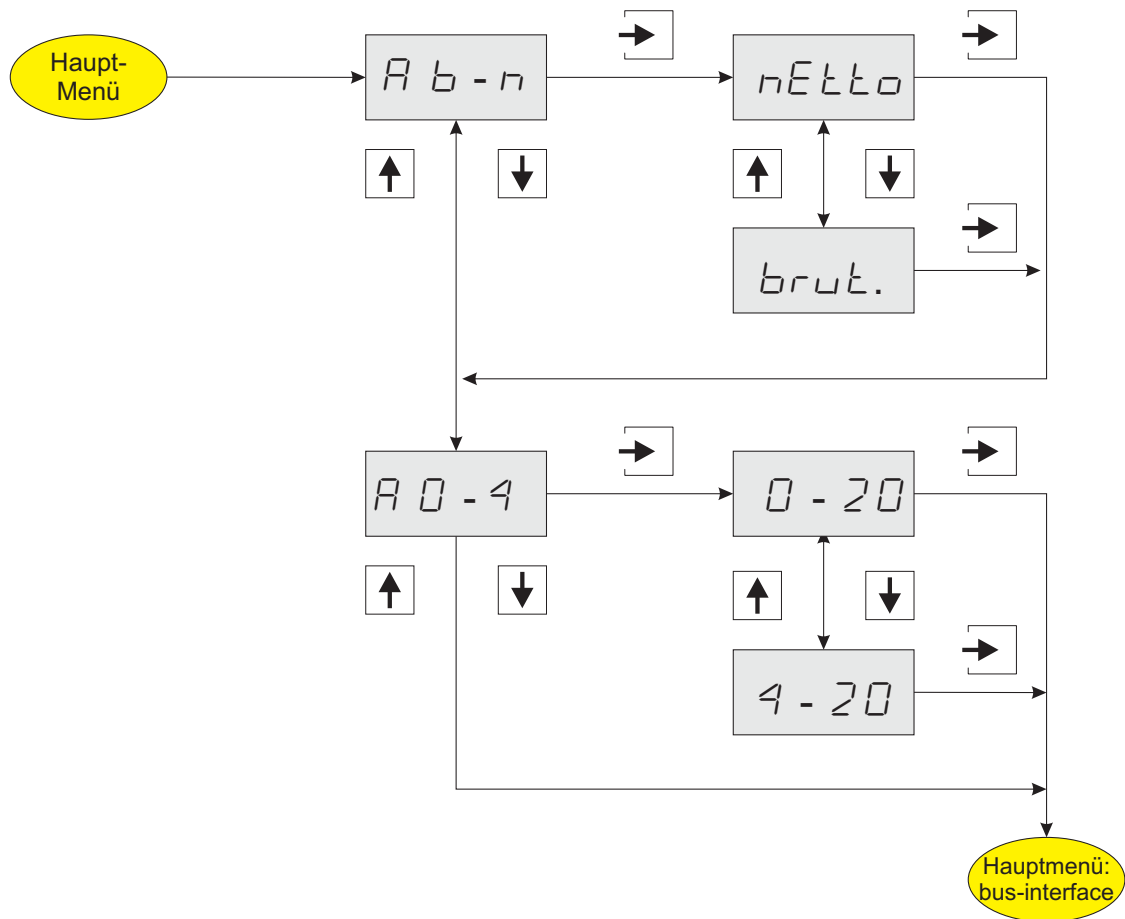 Haupt-
Menü
A b - n
nEtto
brut.
A 0 - 4
0 - 20
4 - 20
Hauptmenü:
bus-interface